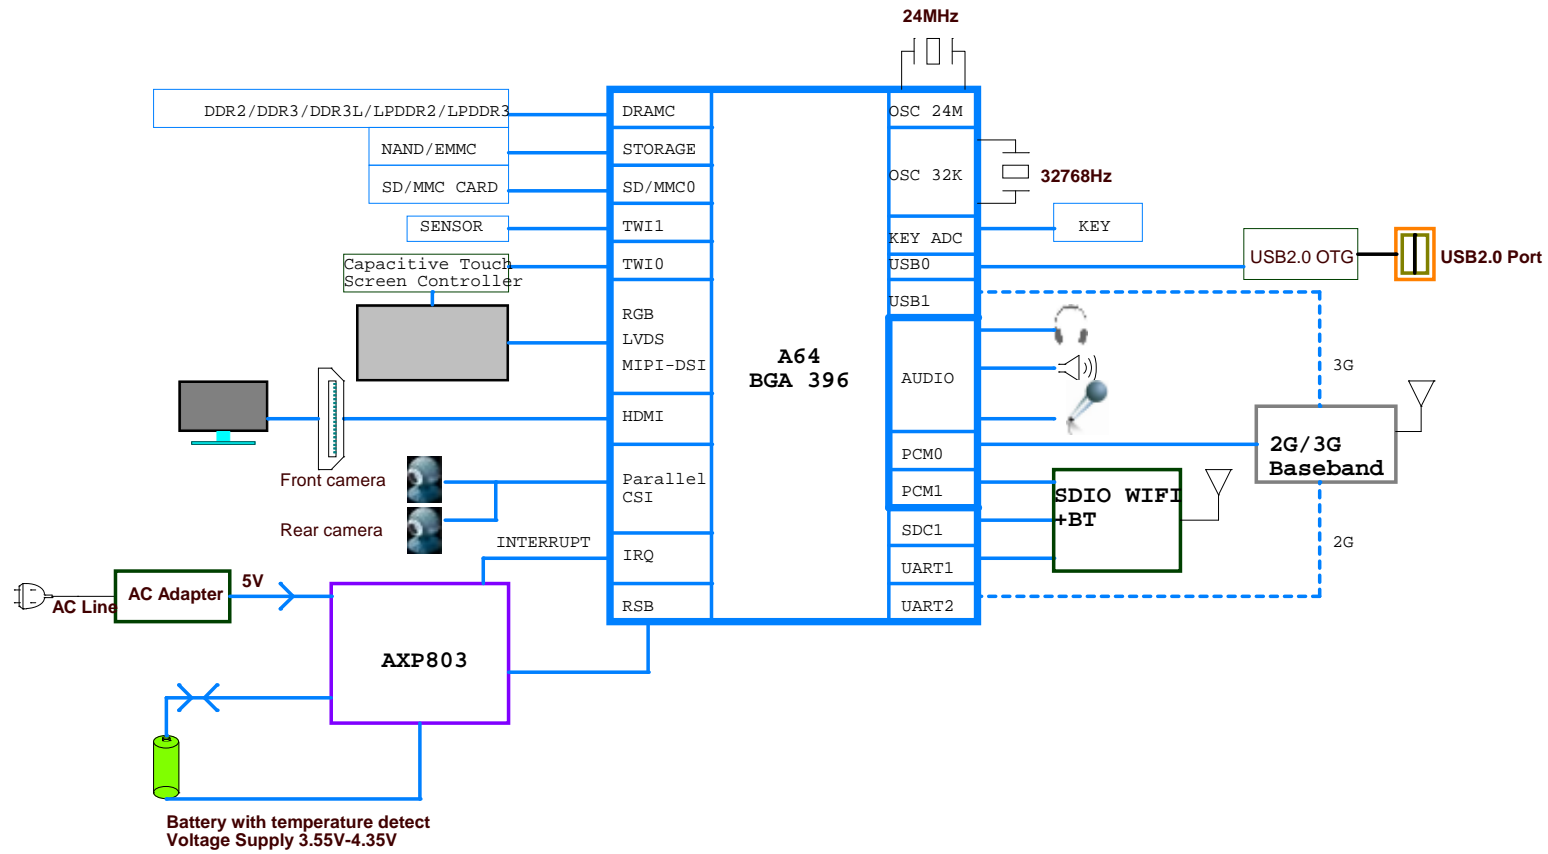 24MHz
DDR2/DDR3/DDR3L/LPDDR2/LPDDR3
NAND/EMMC
SD/MMC CARD
SENSOR
Capacitive Touch
Screen Controller
DRAMC
STORAGE
SD/MMC0
TWI1
TWI0
RGB
LVDS
MIPI-DSI
HDMI
Parallel
CSI
IRQ
RSB
A64
BGA 396
OSC 24M
OSC 32K
KEY ADC
USB0
USB1
AUDIO
PCM0
PCM1
SDC1
UART1
UART2
32768Hz
KEY
USB2.0 OTG
USB2.0 Port
3G
2G/3G
Baseband
2G
SDIO WIFI
+BT
Front camera
Rear camera
INTERRUPT
AC Line
AC Adapter
5V
AXP803
Battery with temperature detect
Voltage Supply 3.55V-4.35V